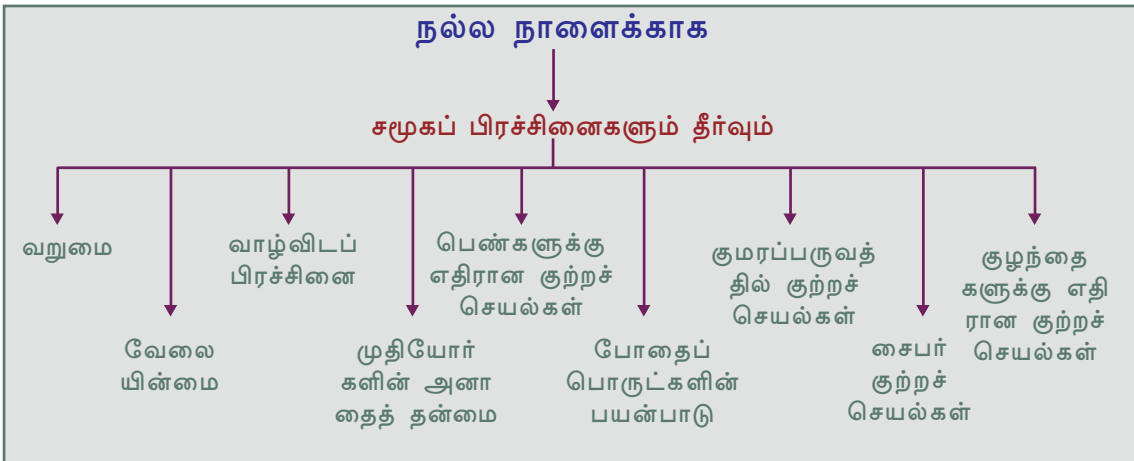 நல்ல நாளைக்காக
சமூகப் பிரச்சினைகளும் தீர்வும்
வறுமை
வேலை
யின்மை
வாழ்விடப்
பிரச்சினை
முதியோர்
களின் அனா
தைத் தன்மை
பெண்களுக்கு
எதிரான குற்றச்
செயல்கள்
போதைப்
பொருட்களின்
பயன்பாடு
குமரப்பருவத்
தில் குற்றச்
செயல்கள்
சைபர்
குற்றச்
செயல்கள்
குழந்தை
களுக்கு எதி
ரான குற்றச்
செயல்கள்